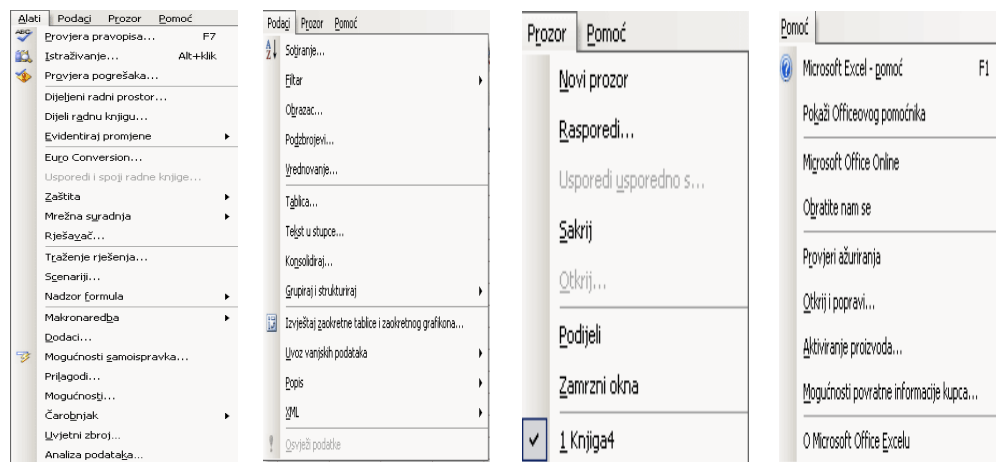 Alati Podaci Prozor Pomoć
Provjera pravopisa... F7
Istraživanje... Alt+klik
Provjera pogrešaka...
Dijeljeni radni prostor...
Dijeli radnu knjigu...
Evidentiraj promjene
Euro Conversion...
Usporedi i spoji radne knjige...
Zaštita
Mrežna suradnja
Rješavač...
Traženje rješenja...
Scenariji...
Nadzor formula
Makronaredba
Dodaci...
Mogućnosti samoispravka...
Prilagodi...
Mogućnosti...
Čarobnjak
Uvjetni zbroj...
Analiza podataka...
Podaci Prozor Pomoć
Sortiranje...
Filtar
Obrazac...
Podzbrojevi...
Vrednovanje...
Tablica...
Tekst u stupce...
Konsolidiraj...
Grupiraj i strukturiraj
Izvještaj zaokretne tablice i zaokretnog grafikona...
Uvoz vanjskih podataka
Popis
XML
Osvježi podatke
Prozor Pomoć
Novi prozor
Rasporedi...
Usporedi usporedno s...
Sakrij
Otkrij...
Podijeli
Zamrzni okna
1 Knjiga4
Pomoć
Microsoft Excel - pomoć F1
Pokaži Officeovog pomoćnika
Microsoft Office Online
Obratite nam se
Provjeri ažuriranja
Otkrij i popravi...
Aktiviranje proizvoda...
Mogućnosti povratne informacije kupca...
O Microsoft Office Excelu